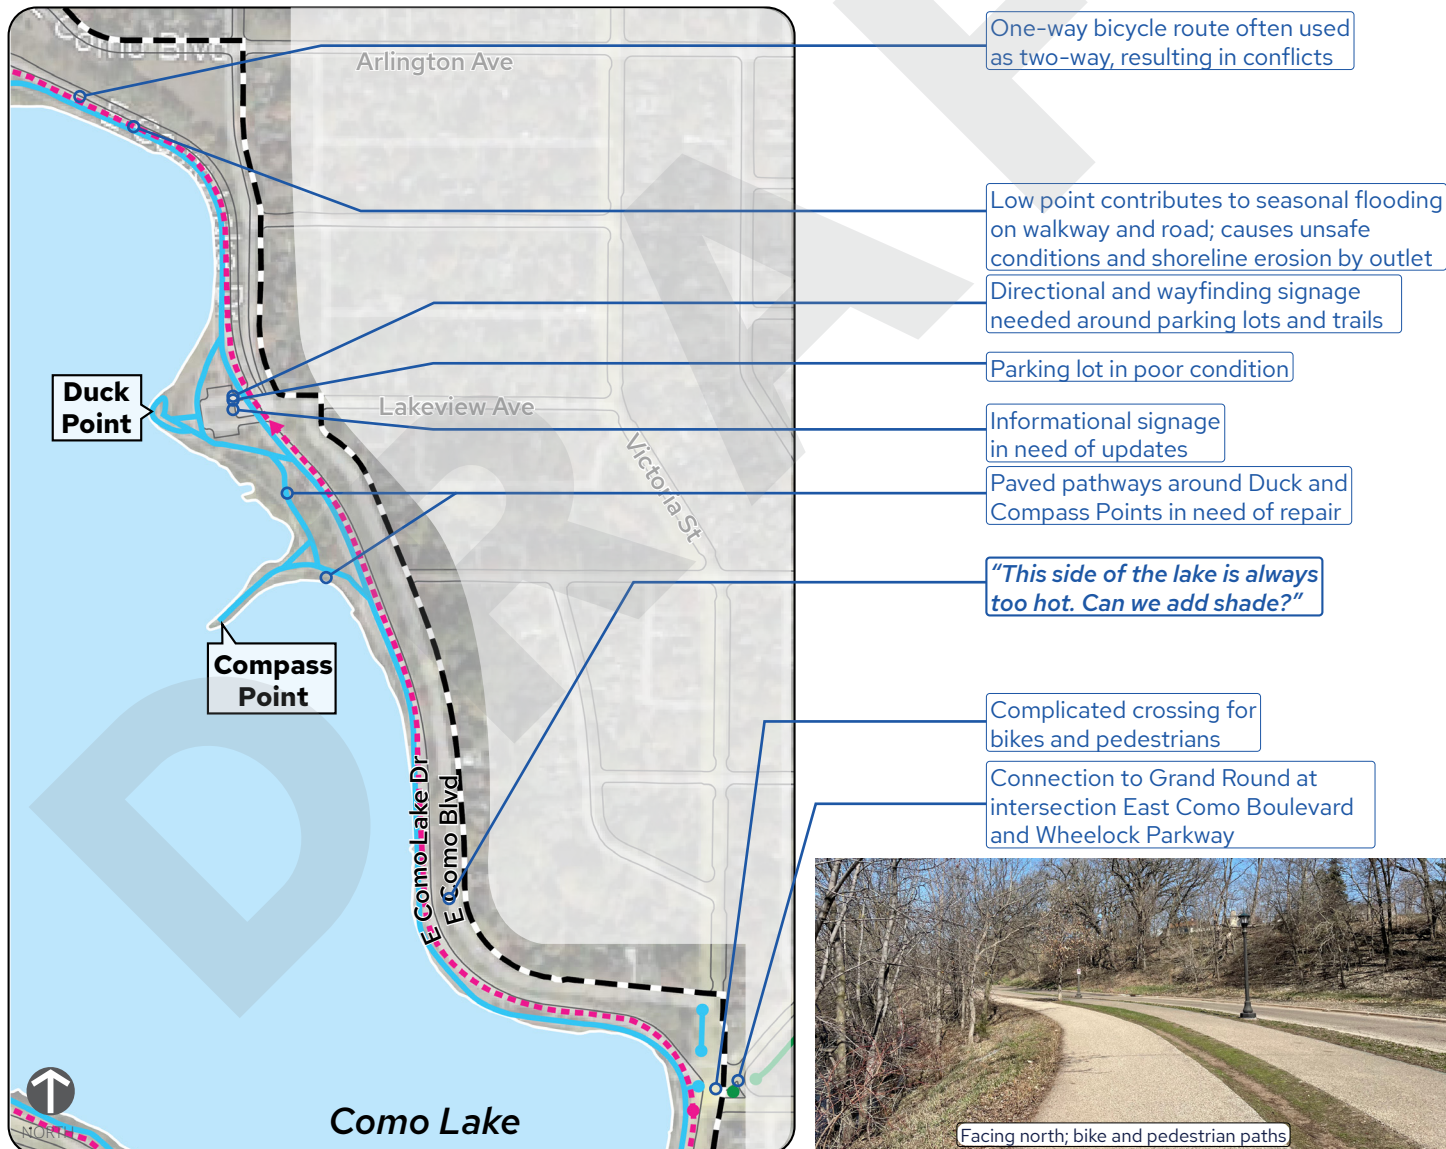 One-way bicycle route often used
as two-way, resulting in conflicts
Arlington Ave
Low point contributes to seasonal flooding
on walkway and road; causes unsafe
conditions and shoreline erosion by outlet
Directional and wayfinding signage
needed around parking lots and trails
Parking lot in poor condition
Duck
Point
Lakeview Ave
Informational signage
in need of updates
Victoria St
Paved pathways around Duck and
Compass Points in need of repair
“This side of the lake is always
too hot. Can we add shade?”
Compass
Point
Complicated crossing for
bikes and pedestrians
Connection to Grand Round at
intersection East Como Boulevard
and Wheelock Parkway
E Como Lake Dr
E Como Blvd
Como Lake
NORTH
Facing north; bike and pedestrian paths
DRAFT